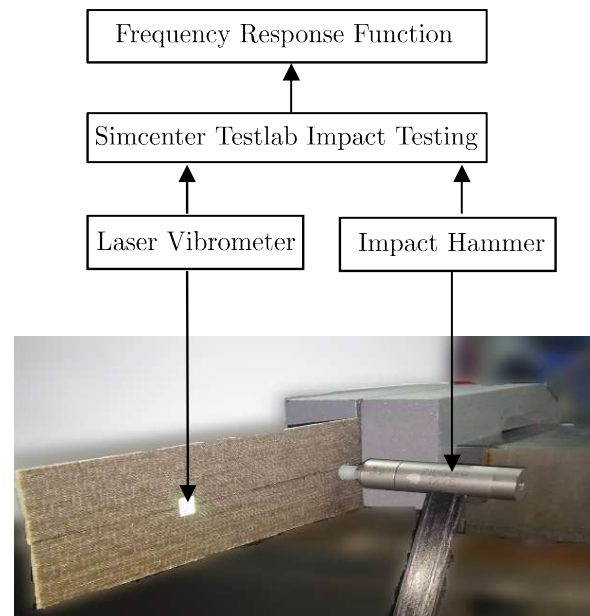 Frequency Response Function
Simcenter Testlab Impact Testing
Laser Vibrometer
Impact Hammer